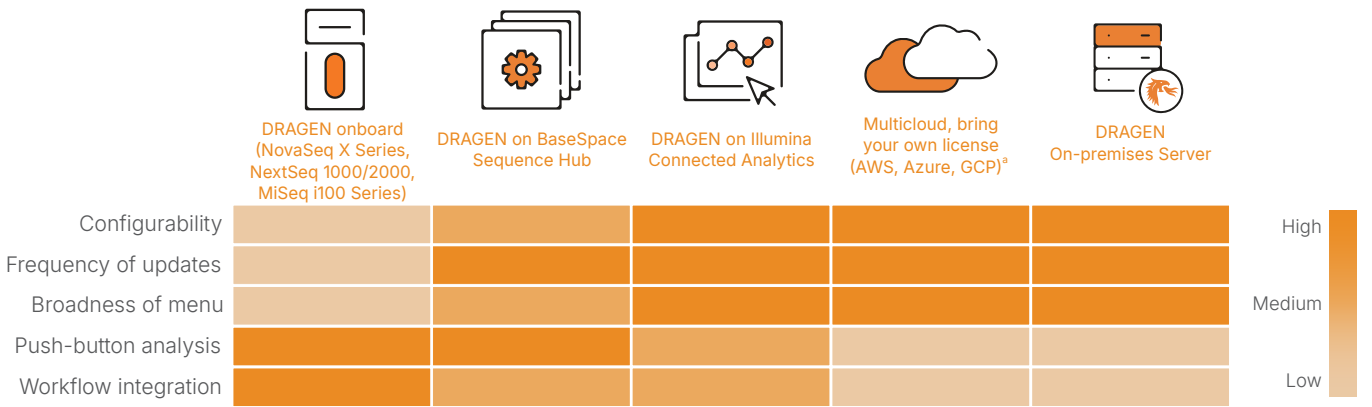 DRAGEN onboard
(NovaSeq X Series,
NextSeq 1000/2000,
MiSeq i100 Series)
DRAGEN on BaseSpace
Sequence Hub
DRAGEN on Illumina
Connected Analytics
Multicloud, bring
your own license
(AWS, Azure, GCP)ᵃ
DRAGEN
On-premises Server
Configurability
Frequency of updates
Broadness of menu
Push-button analysis
Workflow integration
High
Medium
Low